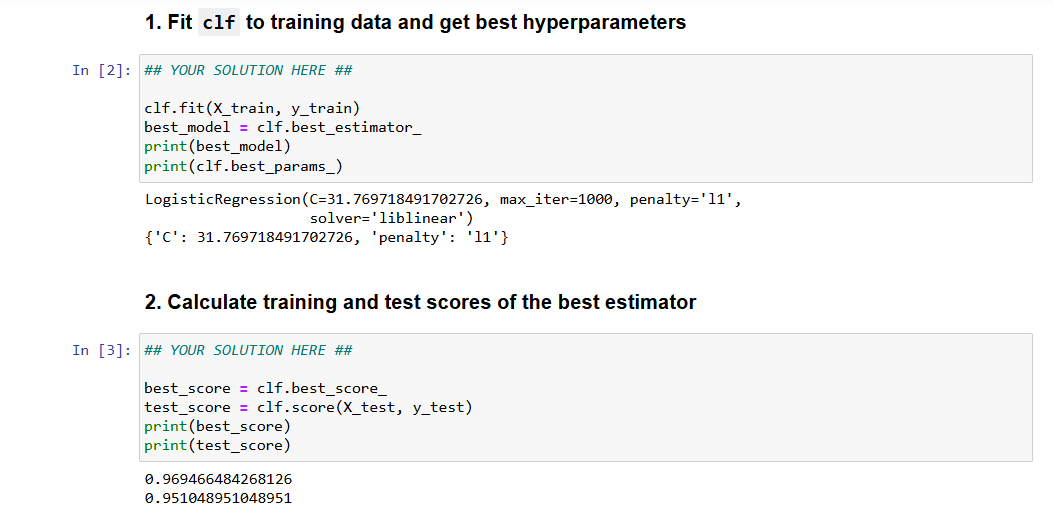 1. Fit clf to training data and get best hyperparameters
In [2]: ## YOUR SOLUTION HERE ##
clf.fit(X_train, y_train)
best_model = clf.best_estimator_
print(best_model)
print(clf.best_params_)
LogisticRegression(C=31.769718491702726, max_iter=1000, penalty='l1',
solver='liblinear')
{'C': 31.769718491702726, 'penalty': 'l1'}
2. Calculate training and test scores of the best estimator
In [3]: ## YOUR SOLUTION HERE ##
best_score = clf.best_score_
test_score = clf.score(X_test, y_test)
print(best_score)
print(test_score)
0.969466484268126
0.951048951048951